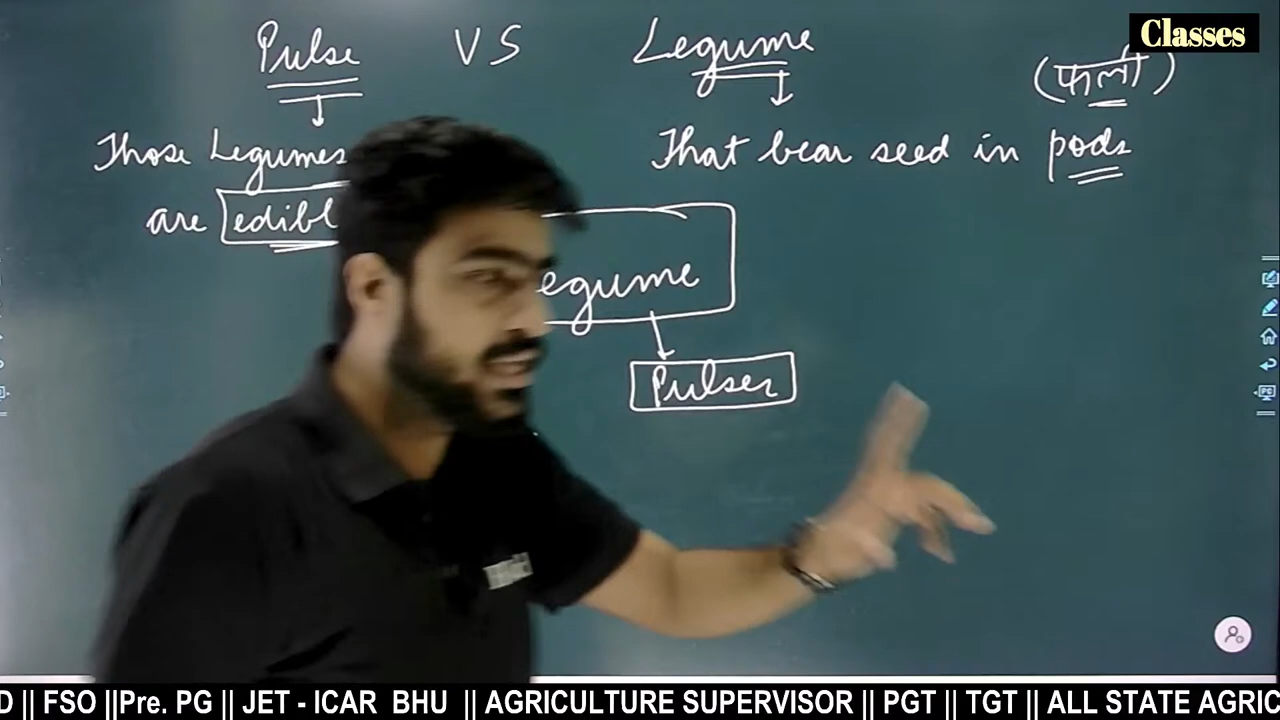 Classes
Pulse VS Legume (फली)
Those Legumes That bear seed in pods
are edibl
egume
Pulses
D || FSO ||Pre. PG || JET - ICAR BHU || AGRICULTURE SUPERVISOR || PGT || TGT || ALL STATE AGRIC